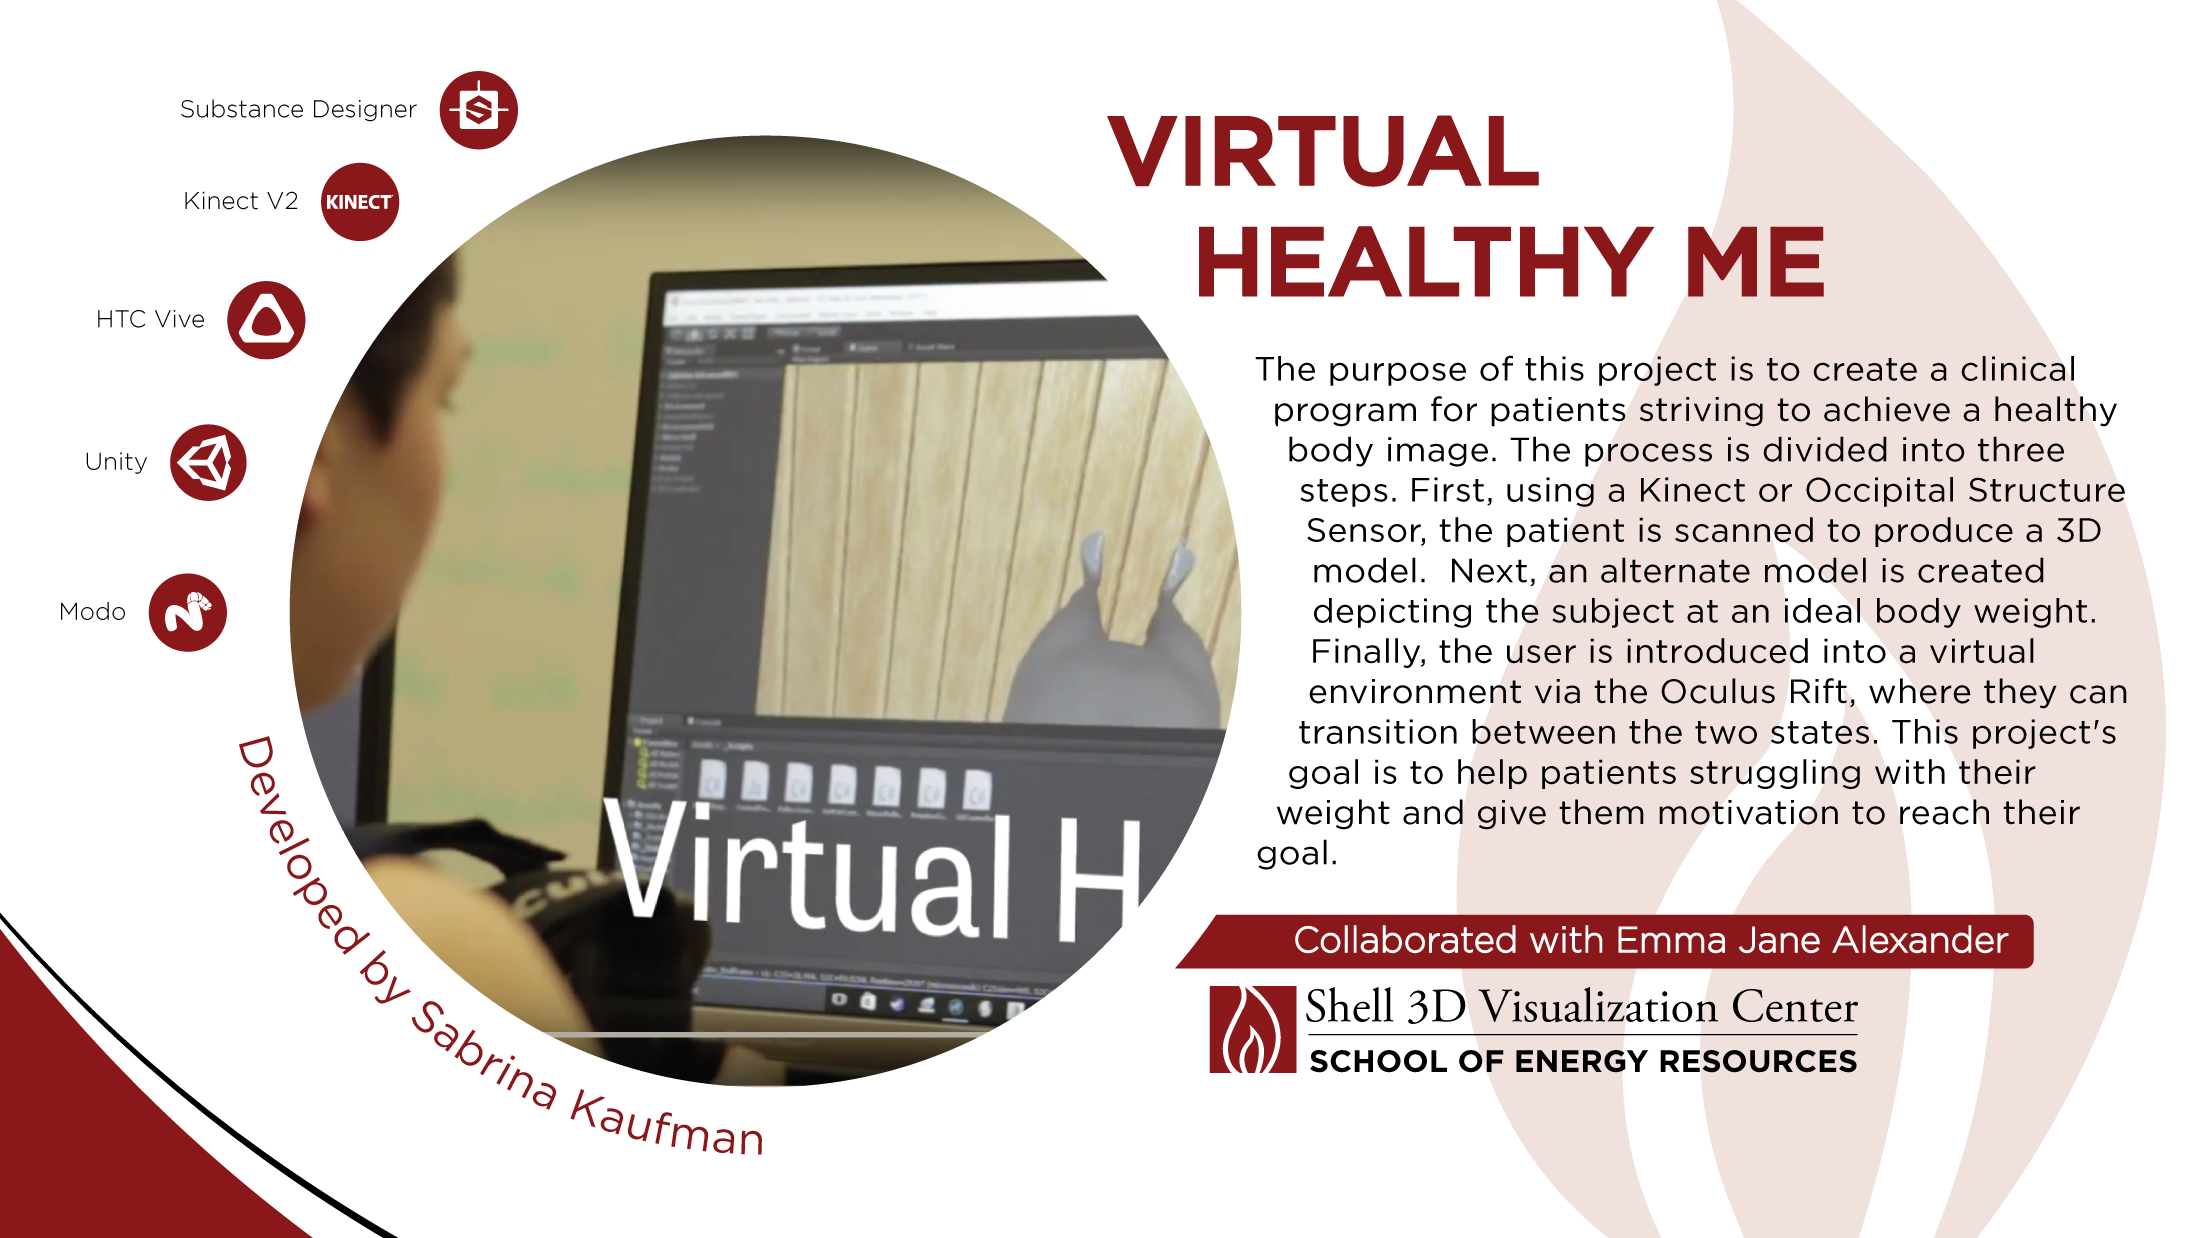 Substance Designer
Kinect V2
KINECT
HTC Vive
Unity
Modo
Developed by Sabrina Kaufman
Virtual H
VIRTUAL
HEALTHY ME
The purpose of this project is to create a clinical
program for patients striving to achieve a healthy
body image. The process is divided into three
steps. First, using a Kinect or Occipital Structure
Sensor, the patient is scanned to produce a 3D
model.  Next, an alternate model is created
depicting the subject at an ideal body weight.
Finally, the user is introduced into a virtual
environment via the Oculus Rift, where they can
transition between the two states. This project's
goal is to help patients struggling with their
weight and give them motivation to reach their
goal.
Collaborated with Emma Jane Alexander
Shell 3D Visualization Center
SCHOOL OF ENERGY RESOURCES